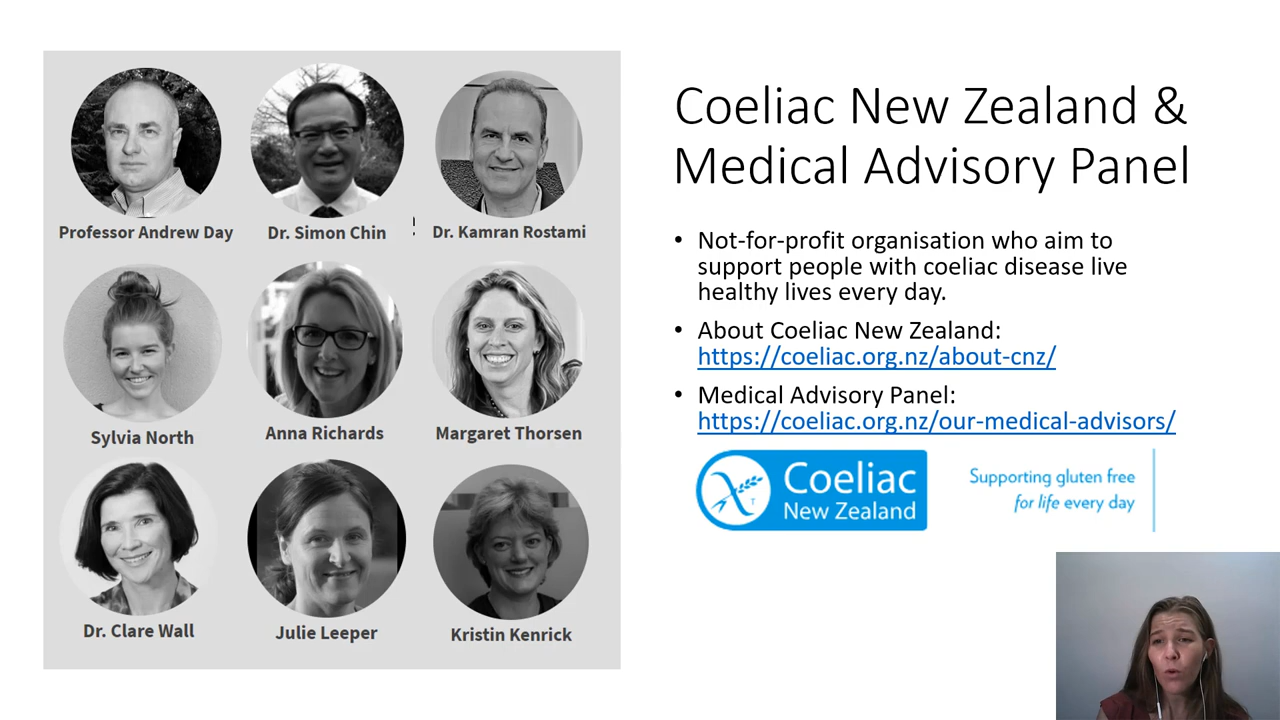 Coeliac New Zealand &
Medical Advisory Panel
Professor Andrew Day
Dr. Simon Chin
Dr. Kamran Rostami
Sylvia North
Anna Richards
Margaret Thorsen
Dr. Clare Wall
Julie Leeper
Kristin Kenrick
• Not-for-profit organisation who aim to
support people with coeliac disease live
healthy lives every day.
• About Coeliac New Zealand:
https://coeliac.org.nz/about-cnz/
• Medical Advisory Panel:
https://coeliac.org.nz/our-medical-advisors/
Coeliac
New Zealand
Supporting gluten free
for life every day